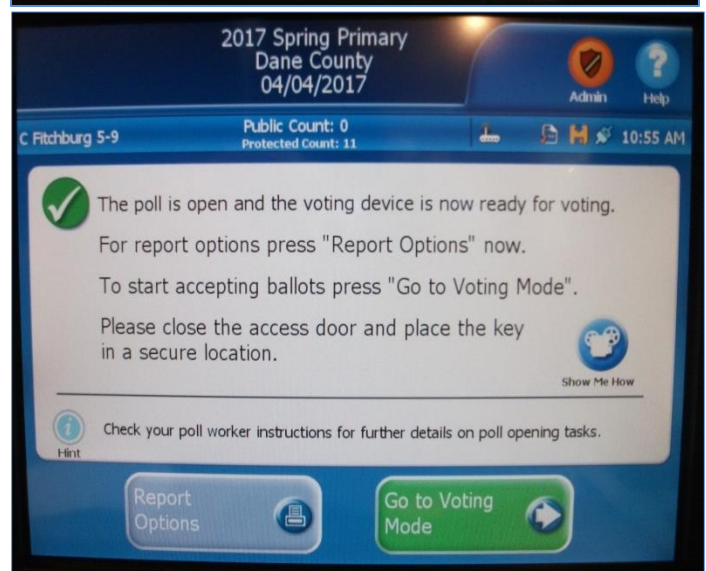 2017 Spring Primary
Dane County
04/04/2017
Admin
Help
C Fitchburg 5-9
Public Count: 0
Protected Count: 11
10:55 AM
The poll is open and the voting device is now ready for voting.
For report options press "Report Options" now.
To start accepting ballots press "Go to Voting Mode".
Please close the access door and place the key
in a secure location.
Show Me How
Hint
Check your poll worker instructions for further details on poll opening tasks.
Report
Options
Go to Voting
Mode